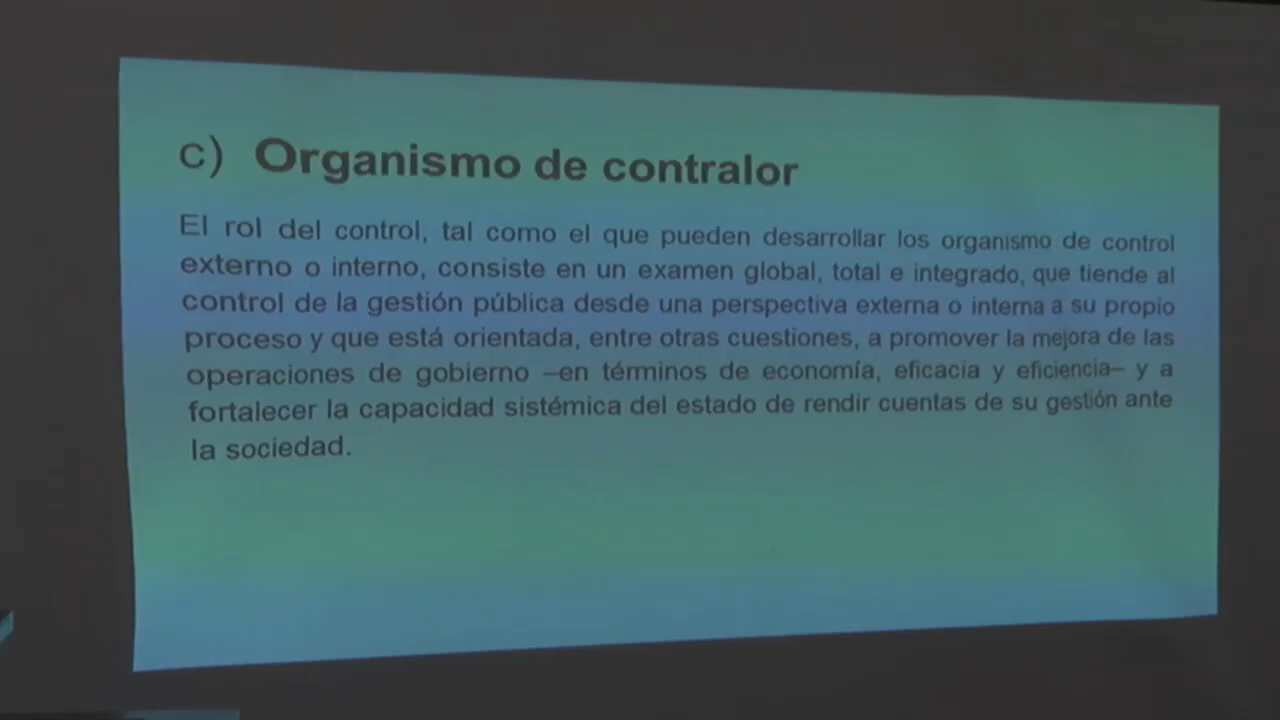 c) Organismo de contralor
El rol del control, tal como el que pueden desarrollar los organismo de control
externo o interno, consiste en un examen global, total e integrado, que tiende al
control de la gestión pública desde una perspectiva externa o interna a su propio
proceso y que está orientada, entre otras cuestiones, a promover la mejora de las
operaciones de gobierno –en términos de economía, eficacia y eficiencia– y a
fortalecer la capacidad sistémica del estado de rendir cuentas de su gestión ante
la sociedad.